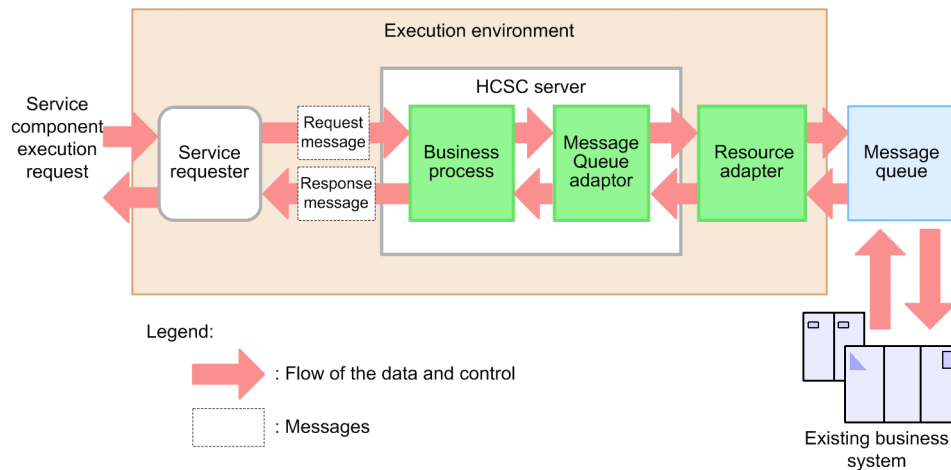 Execution environment
HCSC server
Service
component
execution
request
Service
requester
Request
message
Response
message
Business
process
Message
Queue
adaptor
Resource
adapter
Message
queue
Legend:
: Flow of the data and control
: Messages
Existing business
system